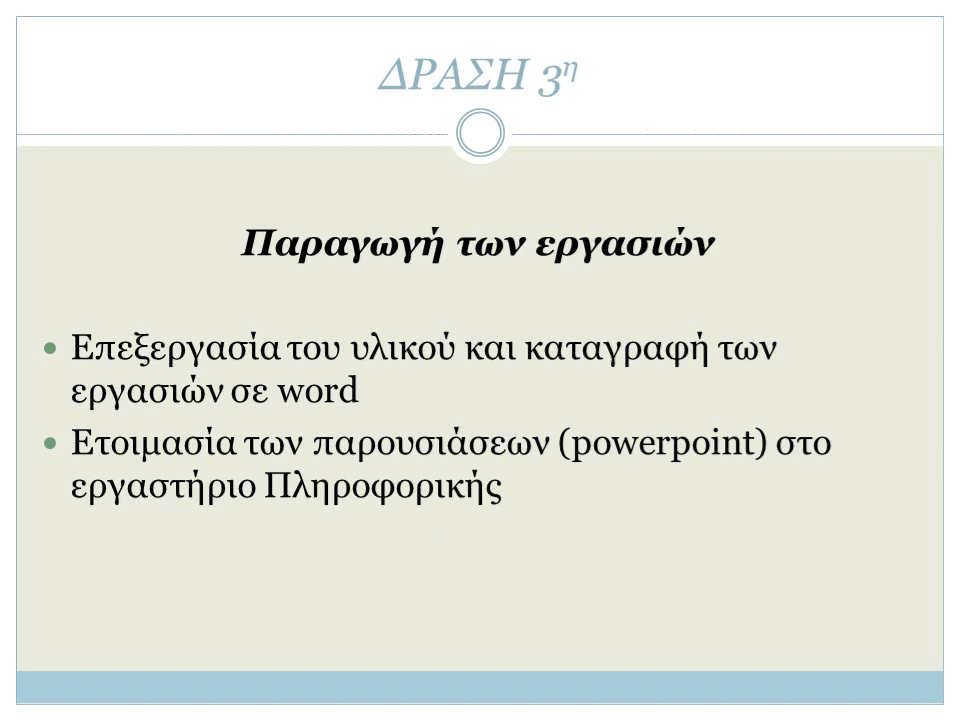 ΔΡΑΣΗ 3η
Παραγωγή των εργασιών
Επεξεργασία του υλικού και καταγραφή των
εργασιών σε word
Ετοιμασία των παρουσιάσεων (powerpoint) στο
εργαστήριο Πληροφορικής